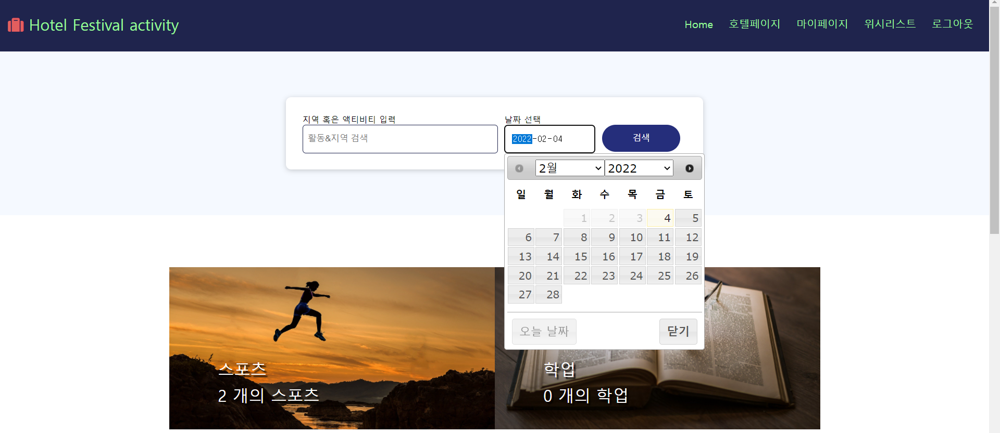 Hotel Festival activity
Home 호텔페이지 마이페이지 위시리스트 로그아웃
지역 혹은 액티비티 입력 날짜 선택
활동&지역 검색 2022-02-04 검색
2월 2022
일 월 화 수 목 금 토
1 2 3 4 5
6 7 8 9 10 11 12
13 14 15 16 17 18 19
20 21 22 23 24 25 26
27 28
오늘 날짜 닫기
스포츠
2 개의 스포츠
학업
0 개의 학업